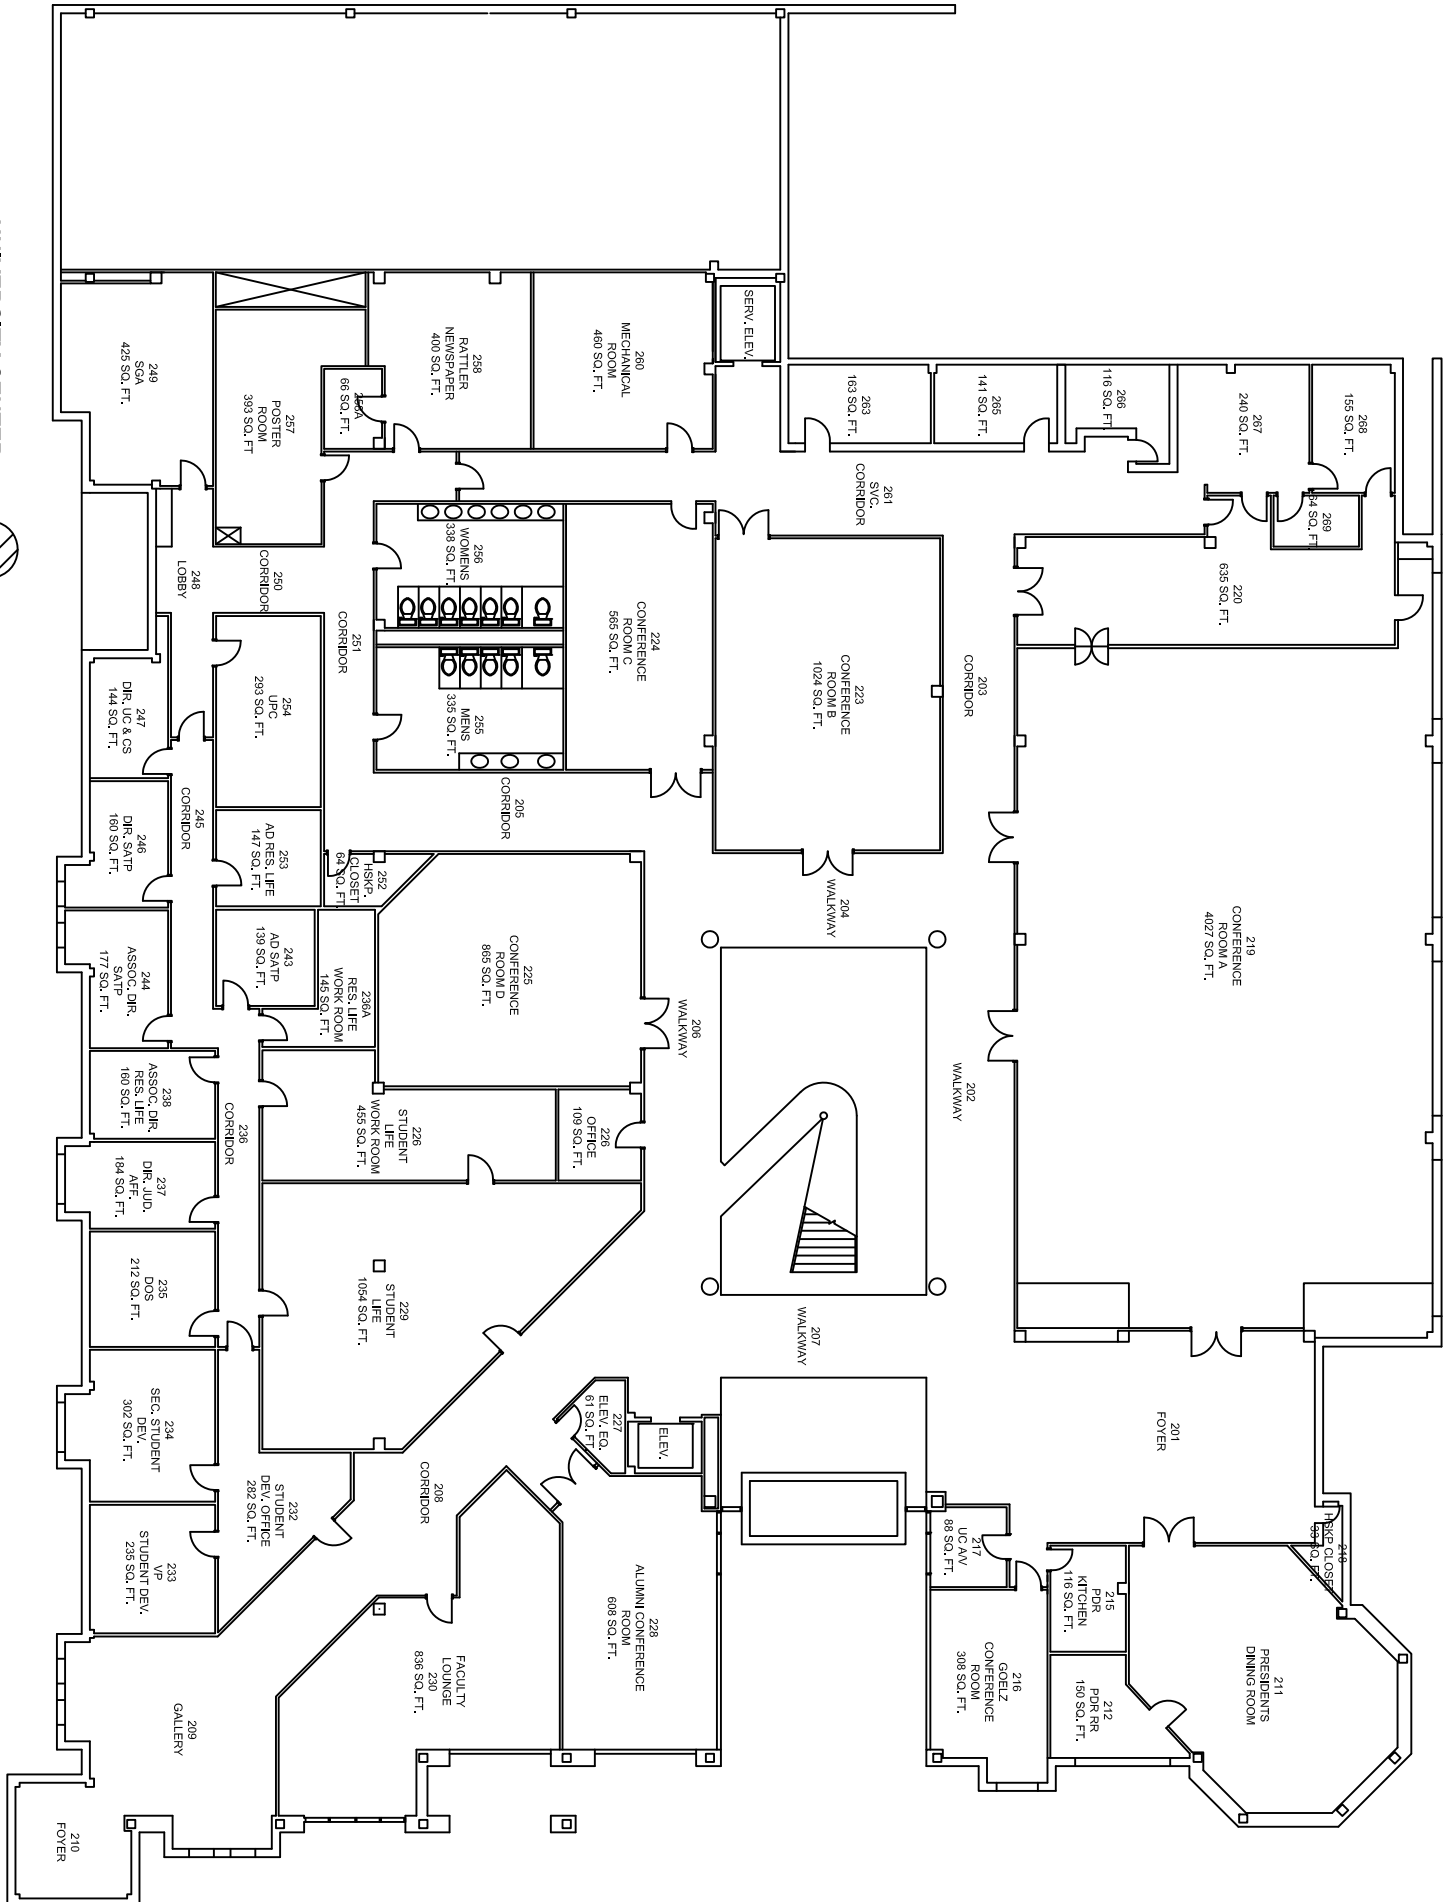 SERV. ELEV.
260
MECHANICAL
ROOM
460 SQ. FT.
258
RATTLER
NEWSPAPER
400 SQ. FT.
258A
66 SQ. FT.
257
POSTER
ROOM
393 SQ. FT
249
SGA
425 SQ. FT.
268
155 SQ. FT.
267
240 SQ. FT.
266
116 SQ. FT.
265
141 SQ. FT.
263
163 SQ. FT.
269
64 SQ. FT.
261
SVC.
CORRIDOR
220
635 SQ. FT.
203
CORRIDOR
223
CONFERENCE
ROOM B
1024 SQ. FT.
224
CONFERENCE
ROOM C
565 SQ. FT.
256
WOMENS
338 SQ. FT.
255
MENS
335 SQ. FT.
251
CORRIDOR
250
CORRIDOR
248
LOBBY
254
UPC
293 SQ. FT.
247
DIR. UC & CS
144 SQ. FT.
205
CORRIDOR
245
CORRIDOR
246
DIR. SATP
160 SQ. FT.
253
AD RES. LIFE
147 SQ. FT.
252
HSKP.
CLOSET
64 SQ. FT.
219
CONFERENCE
ROOM A
4027 SQ. FT.
204
WALKWAY
225
CONFERENCE
ROOM D
865 SQ. FT.
236A
RES. LIFE
WORK ROOM
145 SQ. FT.
243
AD SATP
139 SQ. FT.
244
ASSOC. DIR.
SATP
177 SQ. FT.
206
WALKWAY
202
WALKWAY
238
ASSOC. DIR.
RES. LIFE
160 SQ. FT.
236
CORRIDOR
226
STUDENT
LIFE
WORK ROOM
455 SQ. FT.
226
OFFICE
109 SQ. FT.
237
DIR. JUD.
AFF.
184 SQ. FT.
235
DOS
212 SQ. FT.
229
STUDENT
LIFE
1054 SQ. FT.
207
WALKWAY
201
FOYER
227
ELEV. EQ.
61 SQ. FT.
ELEV.
234
SEC. STUDENT
DEV.
302 SQ. FT.
232
STUDENT
DEV. OFFICE
282 SQ. FT.
208
CORRIDOR
233
STUDENT DEV.
VP
235 SQ. FT.
228
ALUMNI CONFERENCE
ROOM
608 SQ. FT.
217
UC A/V
88 SQ. FT.
215
PDR
KITCHEN
116 SQ. FT.
218
HSKP CLOSET
33 SQ. FT.
211
PRESIDENTS
DINING ROOM
212
PDR RR
150 SQ. FT.
216
GOELZ
CONFERENCE
ROOM
308 SQ. FT.
FACULTY
LOUNGE
230
836 SQ. FT.
209
GALLERY
210
FOYER